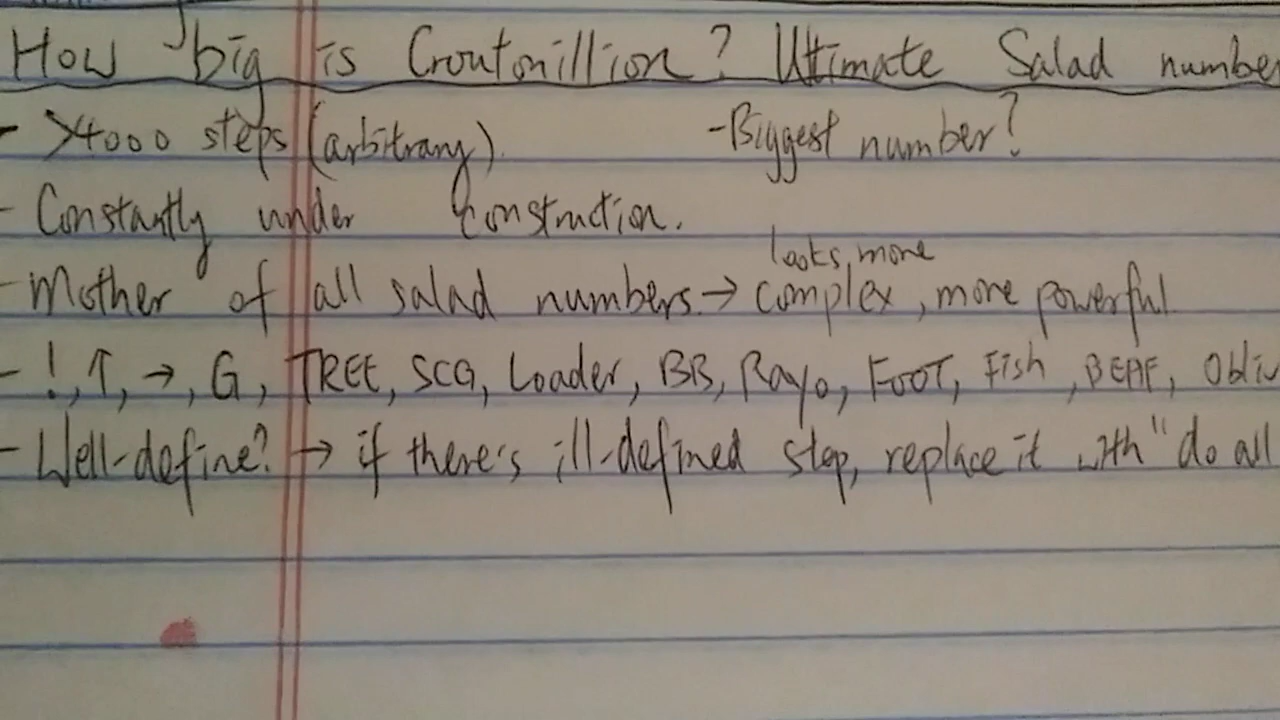 How big is Croutonillion? Ultimate Salad number
- >4000 steps (arbitrary). -Biggest number?
- Constantly under construction.
looks more
- Mother of all salad numbers. → complex, more powerful
- !, ↑, →, G, TREE, SCG, Loader, BB, Rayo, FOOT, Fish, BEAF, Obliv
- Well-define? → if there's ill-defined step, replace it with "do all